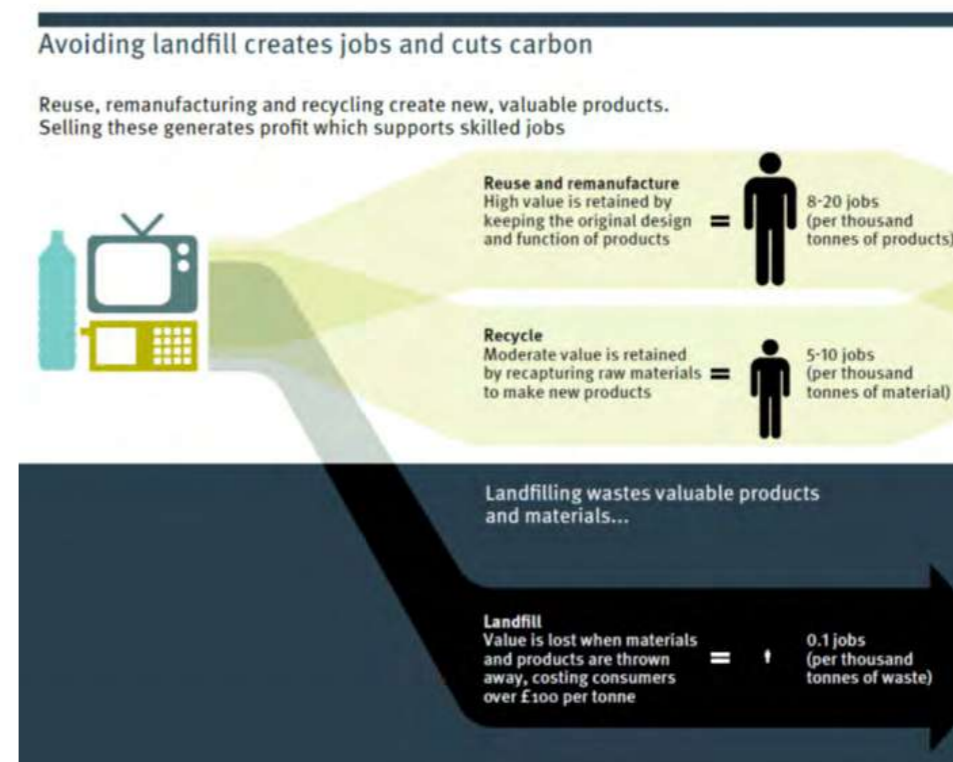 Avoiding landfill creates jobs and cuts carbon
Reuse, remanufacturing and recycling create new, valuable products.
Selling these generates profit which supports skilled jobs
Reuse and remanufacture
High value is retained by
keeping the original design
and function of products
=
8-20 jobs
(per thousand
tonnes of products)
Recycle
Moderate value is retained
by recapturing raw materials
to make new products
=
5-10 jobs
(per thousand
tonnes of material)
Landfilling wastes valuable products
and materials...
Landfill
Value is lost when materials
and products are thrown
away, costing consumers
over £100 per tonne
=
0.1 jobs
(per thousand
tonnes of waste)